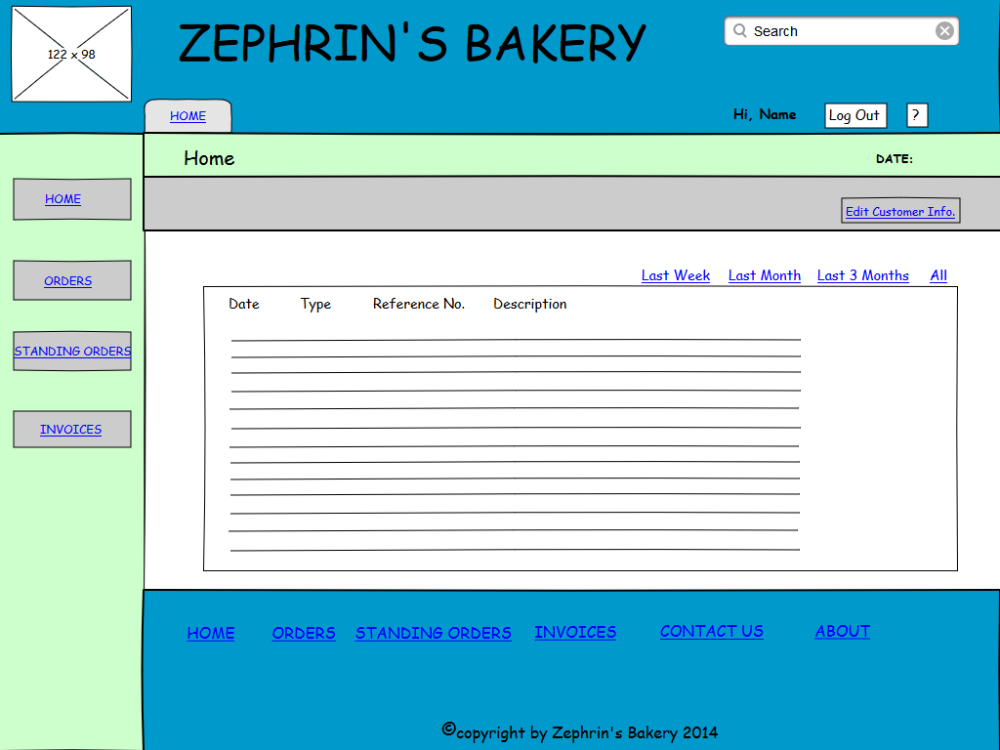 122 x 98
ZEPHRIN'S BAKERY
Search
HOME
Hi, Name
Log Out
?
Home
DATE:
HOME
Edit Customer Info.
ORDERS
STANDING ORDERS
INVOICES
Last Week Last Month Last 3 Months All
Date Type Reference No. Description
HOME ORDERS STANDING ORDERS INVOICES CONTACT US ABOUT
©copyright by Zephrin's Bakery 2014